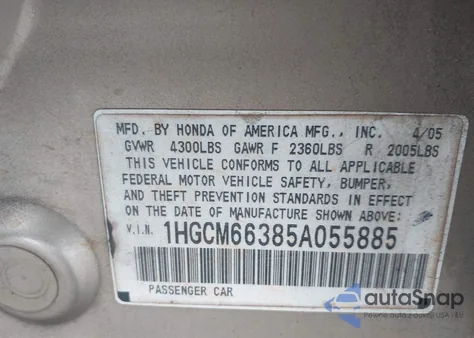 MFD. BY HONDA OF AMERICA MFG., INC. 4/05
GVWR 4300LBS GAWR F 2360LBS R 2005LBS
THIS VEHICLE CONFORMS TO ALL APPLICABLE
FEDERAL MOTOR VEHICLE SAFETY, BUMPER,
AND THEFT PREVENTION STANDARDS IN EFFECT
ON THE DATE OF MANUFACTURE SHOWN ABOVE:
V.I.N. 1HGCM66385A055885
PASSENGER CAR
autoSnap